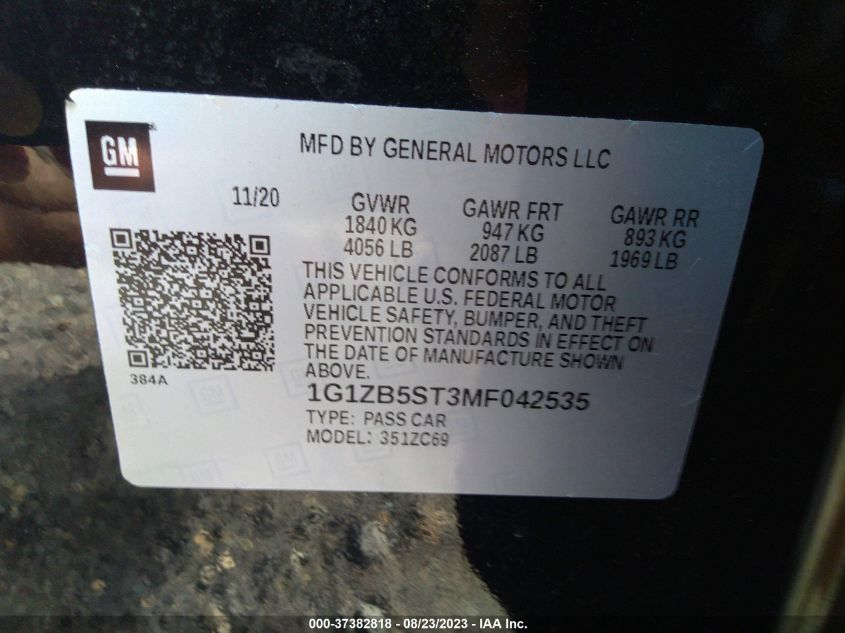 GM
MFD BY GENERAL MOTORS LLC
11/20
GVWR
1840 KG
4056 LB
GAWR FRT
947 KG
2087 LB
GAWR RR
893 KG
1969 LB
THIS VEHICLE CONFORMS TO ALL
APPLICABLE U.S. FEDERAL MOTOR
VEHICLE SAFETY, BUMPER, AND THEFT
PREVENTION STANDARDS IN EFFECT ON
THE DATE OF MANUFACTURE SHOWN
ABOVE.
384A
1G1ZB5ST3MF042535
TYPE: PASS CAR
MODEL: 351ZC69
000-37382818 - 08/23/2023 - IAA Inc.